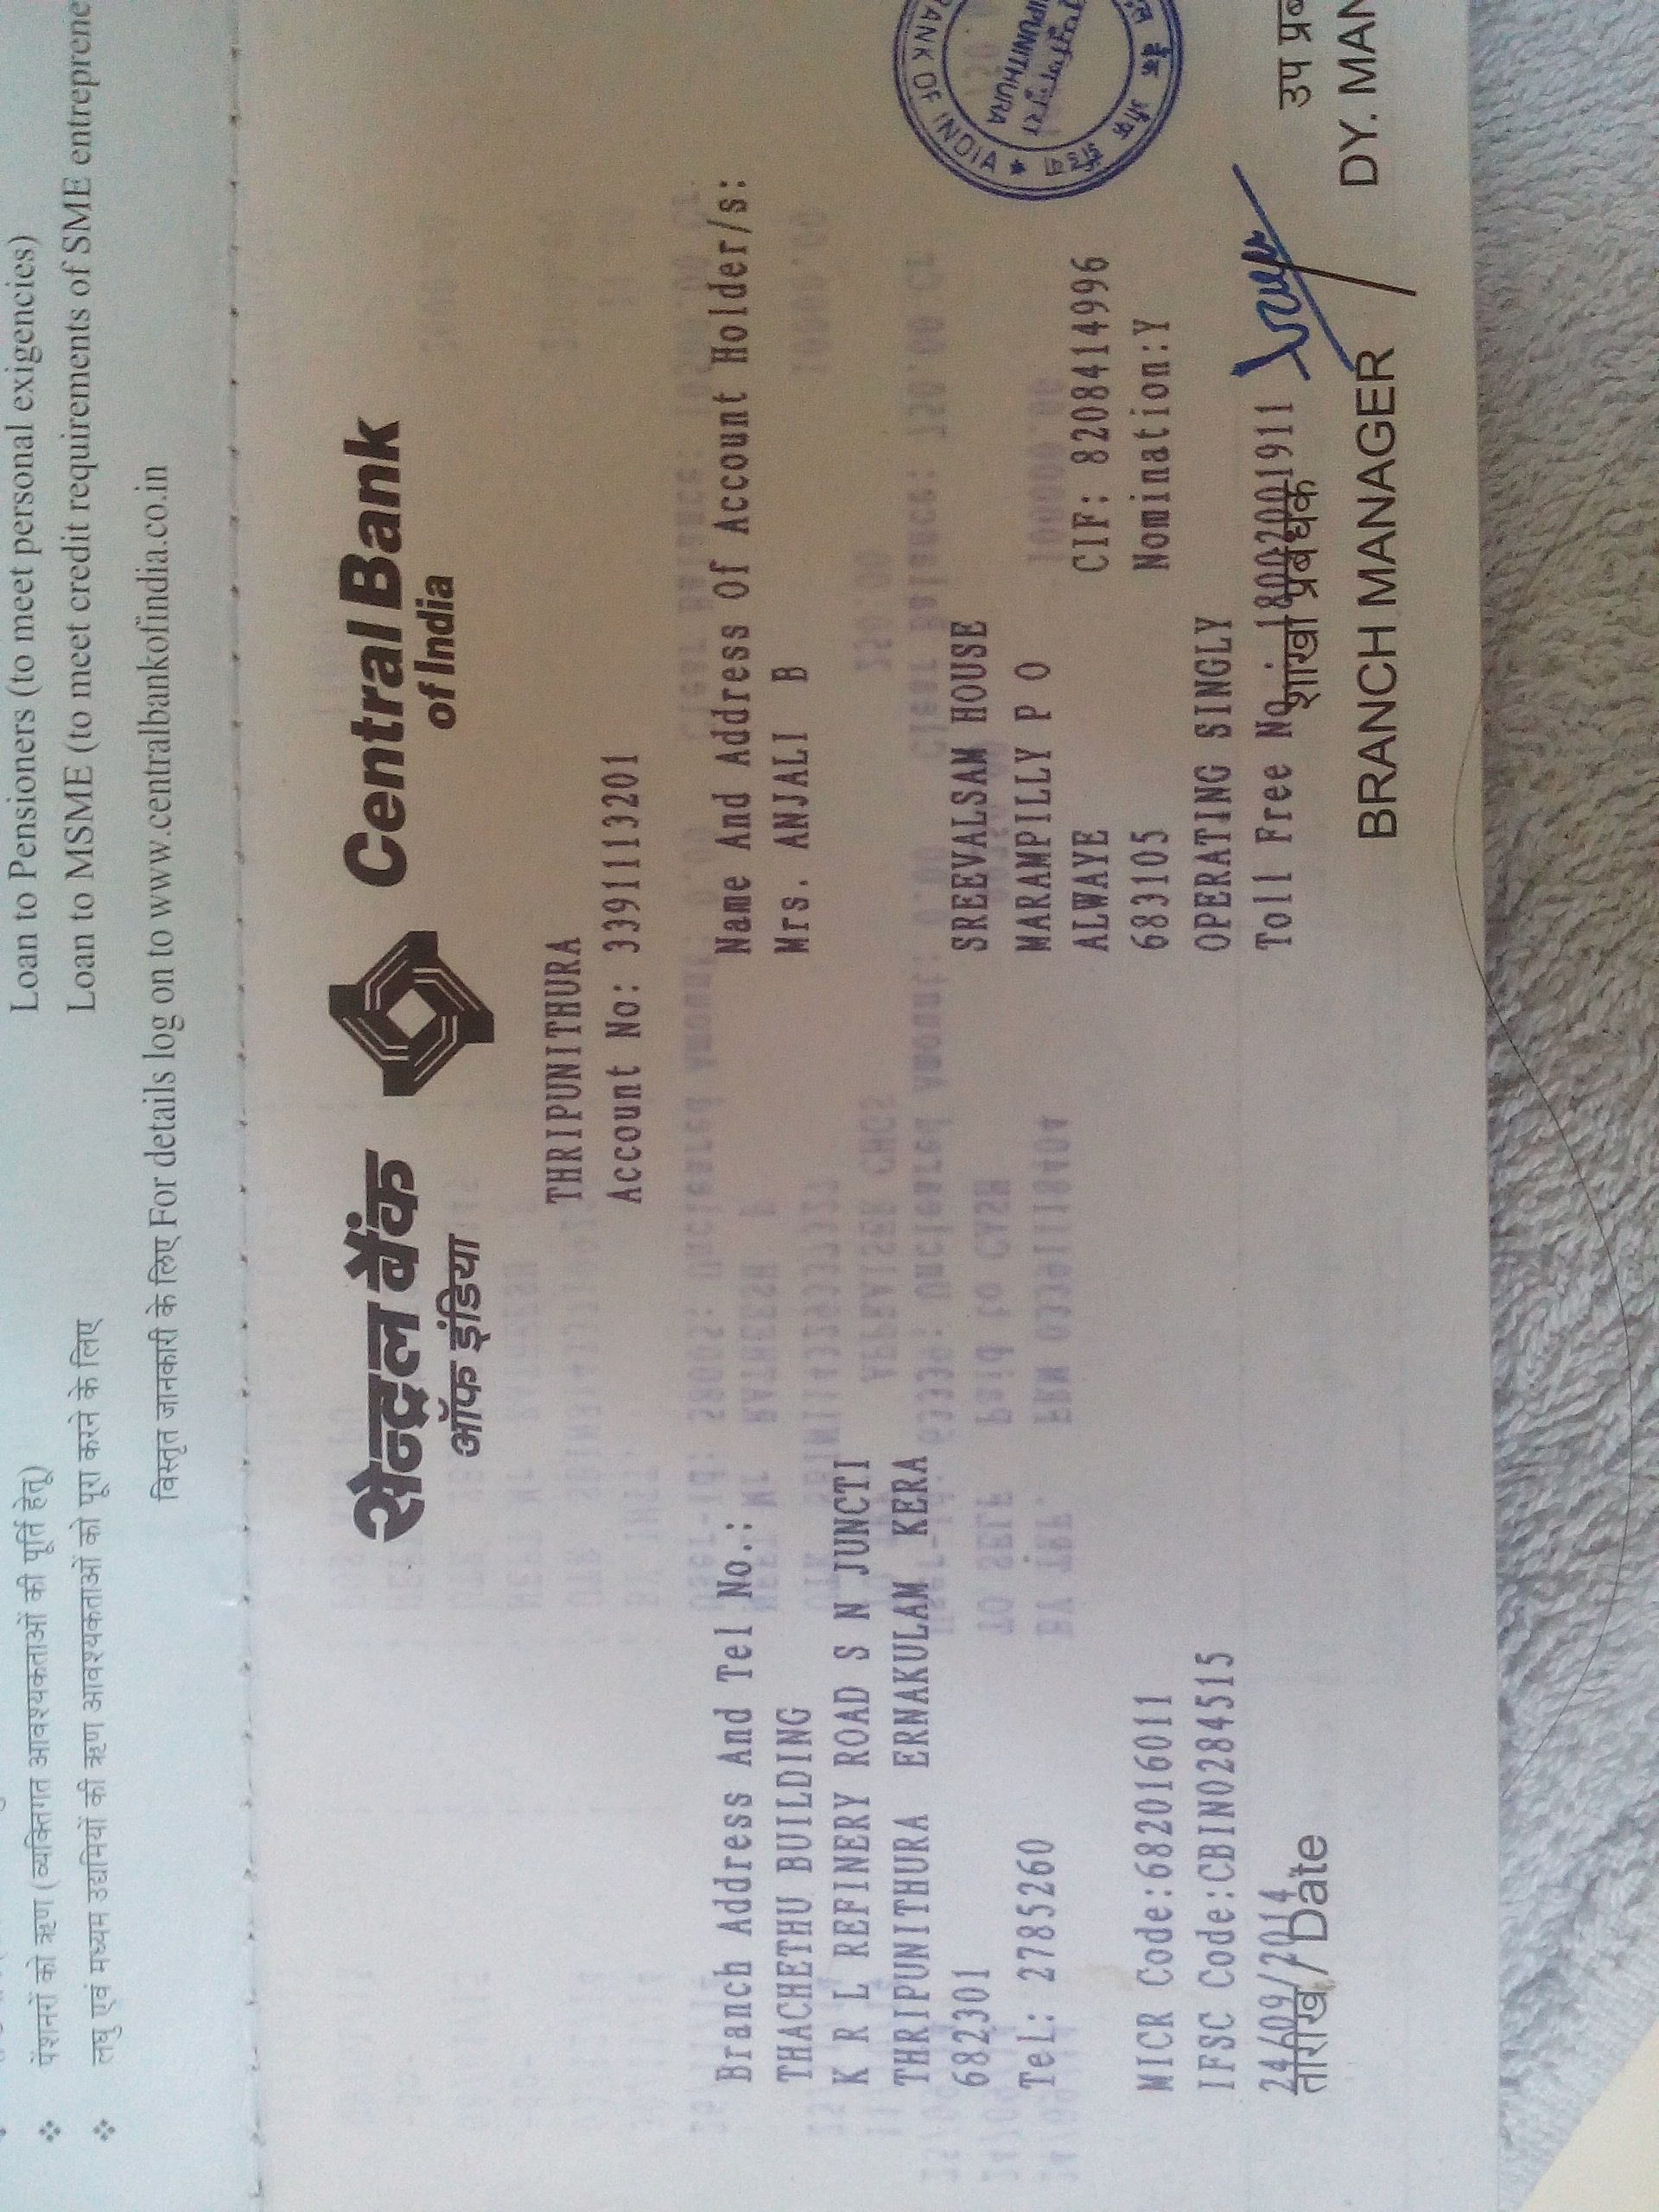 पेंशनरों को ऋण (व्यक्तिगत आवश्यकताओं की पूर्ति हेतु)
Loan to Pensioners (to meet personal exigencies)
लघु एवं मध्यम उद्यमियों की ऋण आवश्यकताओं को पूरा करने के लिए
Loan to MSME (to meet credit requirements of SME entreprene
विस्तृत जानकारी के लिए For details log on to www.centralbankofindia.co.in
सेन्ट्रल बैंक
ऑफ इंडिया
Central Bank
of India
THRIPUNITHURA
Account No: 3391113201
Branch Address And Tel No.:
THACHETHU BUILDING
K R L REFINERY ROAD S N JUNCTI
THRIPUNITHURA ERNAKULAM KERA
682301
Tel: 2785260
MICR Code:682016011
IFSC Code:CBIN0284515
24/09/2014
तारीख / Date
Name And Address Of Account Holder/s:
Mrs. ANJALI B
SREEVALSAM HOUSE
MARAMPILLY P O
ALWAYE
683105
CIF: 8208414996
Nomination:Y
OPERATING SINGLY
Toll Free No. 18002001911
शाखा प्रबंधक
BRANCH MANAGER /
उप प्रब
DY. MAN
RANK OF INDIA
IPUNITHURA